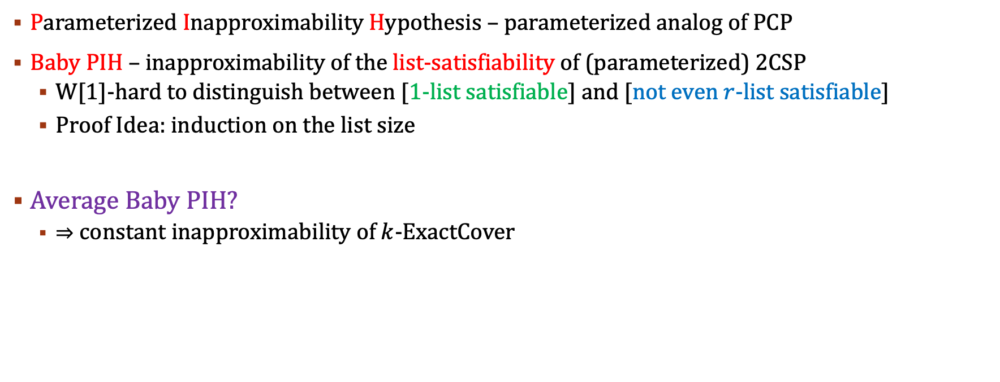 ▪ Parameterized Inapproximability Hypothesis – parameterized analog of PCP
▪ Baby PIH – inapproximability of the list-satisfiability of (parameterized) 2CSP
▪ W[1]-hard to distinguish between [1-list satisfiable] and [not even r-list satisfiable]
▪ Proof Idea: induction on the list size
▪ Average Baby PIH?
▪ ⇒ constant inapproximability of k-ExactCover